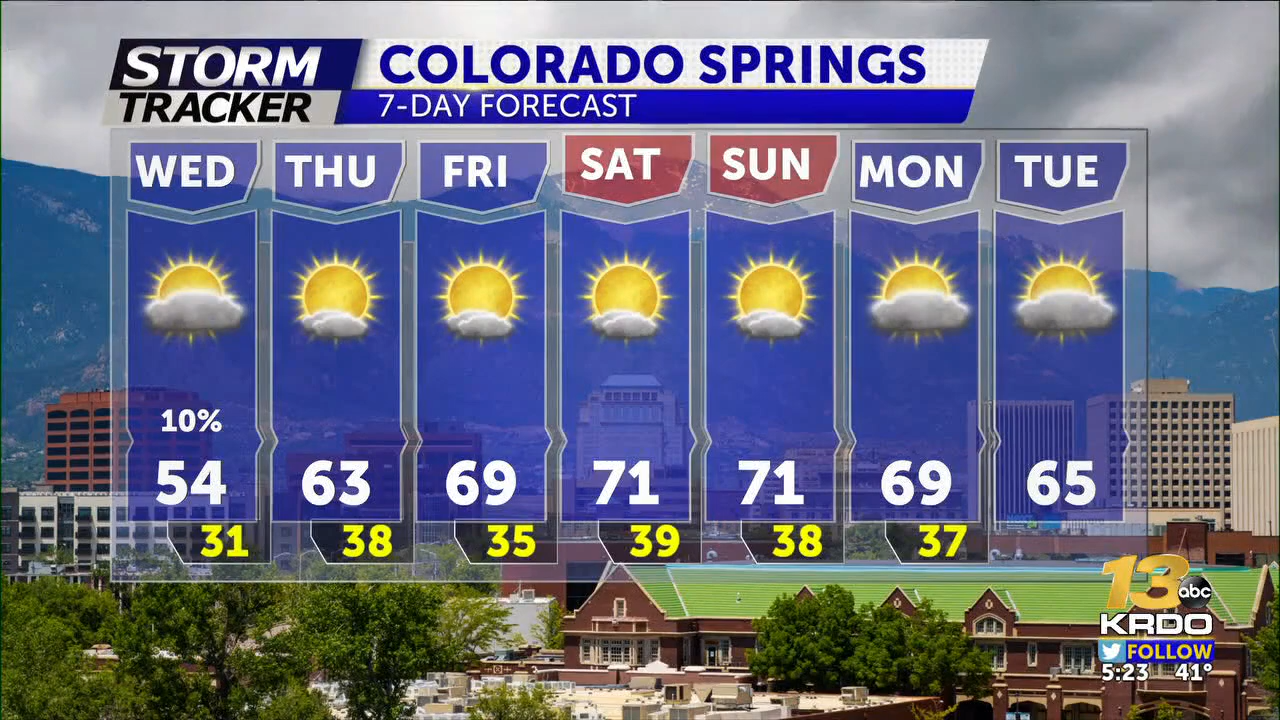 STORM
TRACKER
COLORADO SPRINGS
7-DAY FORECAST
WED THU FRI SAT SUN MON TUE
10%
54 63 69 71 71 69 65
31 38 35 39 38 37
13 abc
KRDO
FOLLOW
5:23 41°